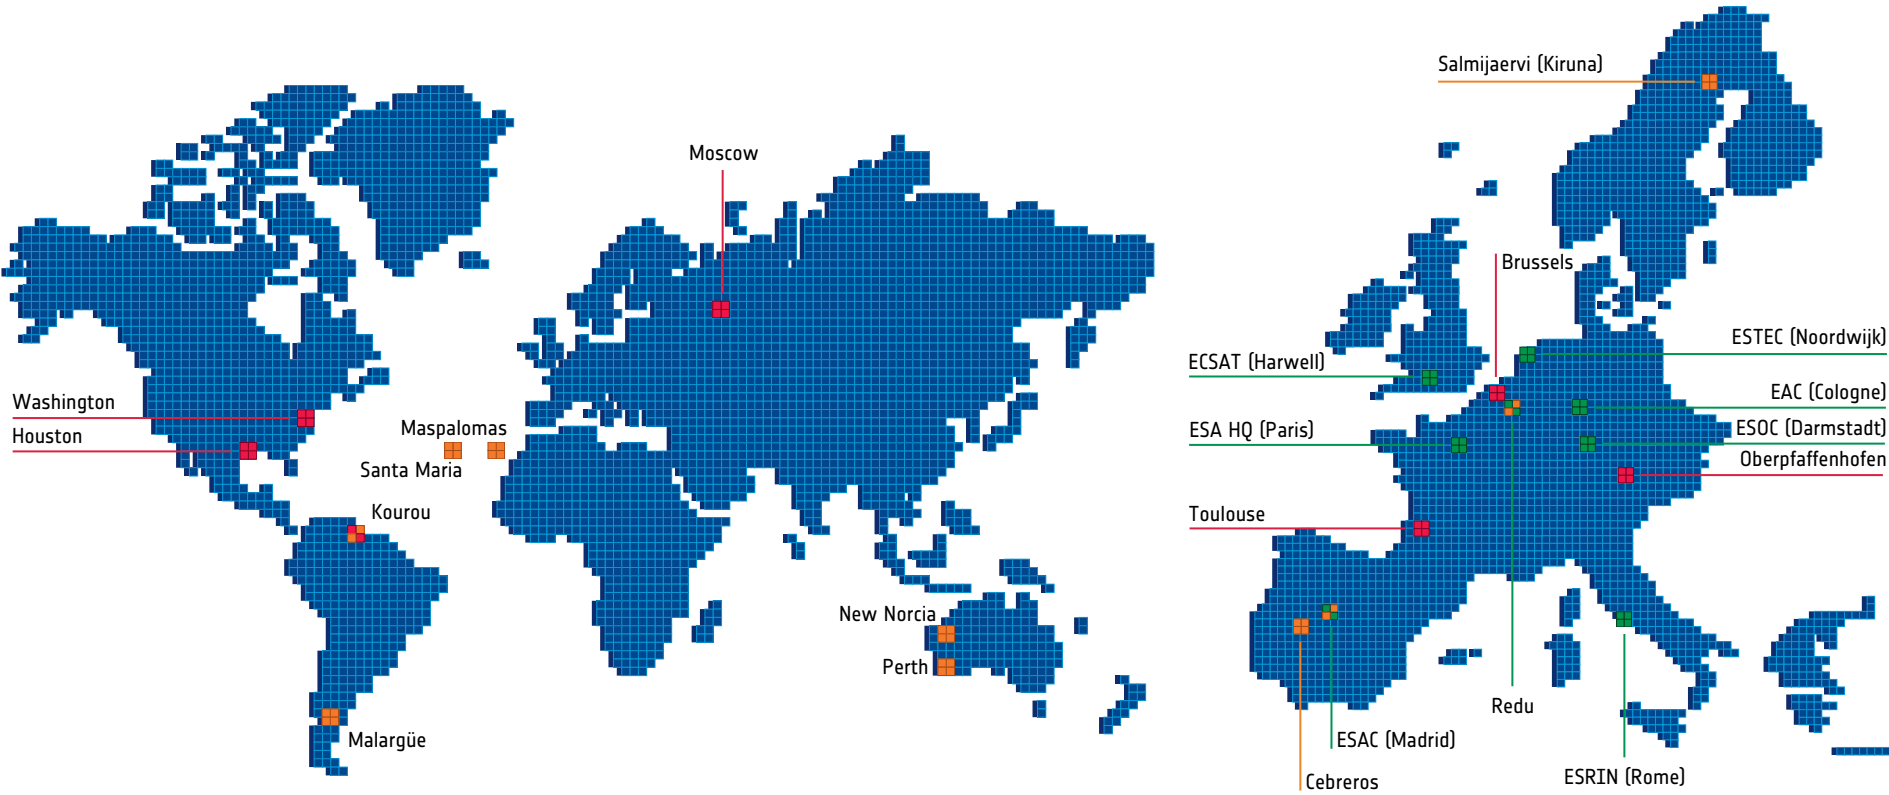 Moscow
Washington
Houston
Maspalomas
Santa Maria
Kourou
New Norcia
Perth
Malargüe
Salmijaervi (Kiruna)
Brussels
ESTEC (Noordwijk)
ECSAT (Harwell)
EAC (Cologne)
ESA HQ (Paris)
ESOC (Darmstadt)
Oberpfaffenhofen
Toulouse
Redu
ESAC (Madrid)
ESRIN (Rome)
Cebreros